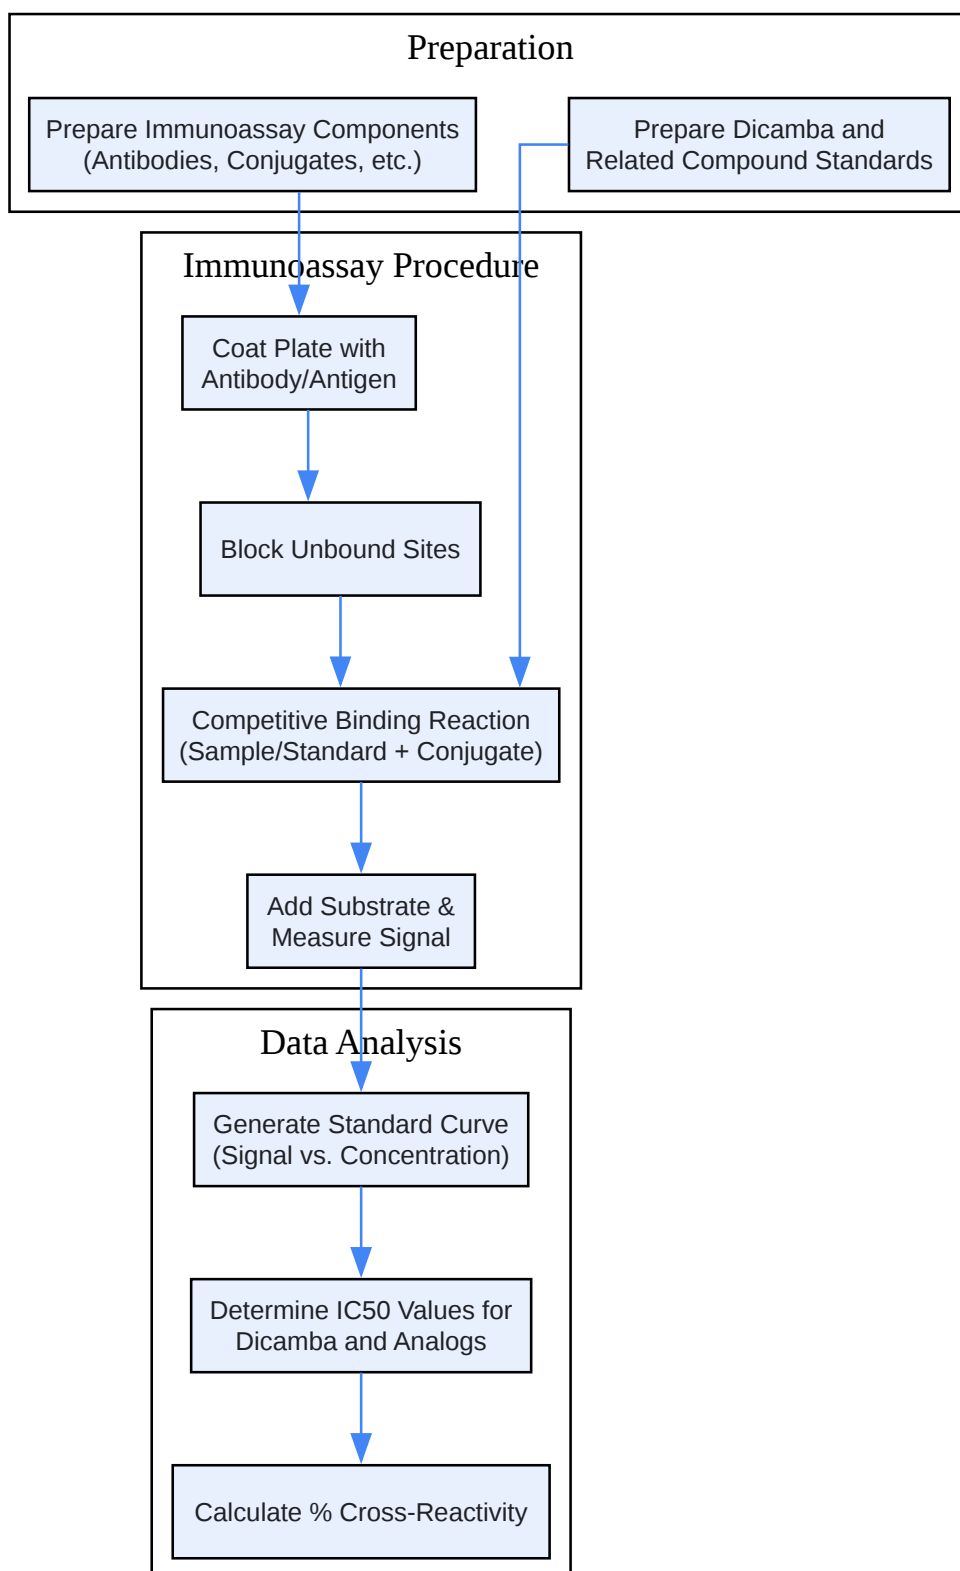 Preparation
Prepare Immunoassay Components
(Antibodies, Conjugates, etc.)
Prepare Dicamba and
Related Compound Standards
Immunoassay Procedure
Coat Plate with
Antibody/Antigen
Block Unbound Sites
Competitive Binding Reaction
(Sample/Standard + Conjugate)
Add Substrate &
Measure Signal
Data Analysis
Generate Standard Curve
(Signal vs. Concentration)
Determine IC50 Values for
Dicamba and Analogs
Calculate % Cross-Reactivity